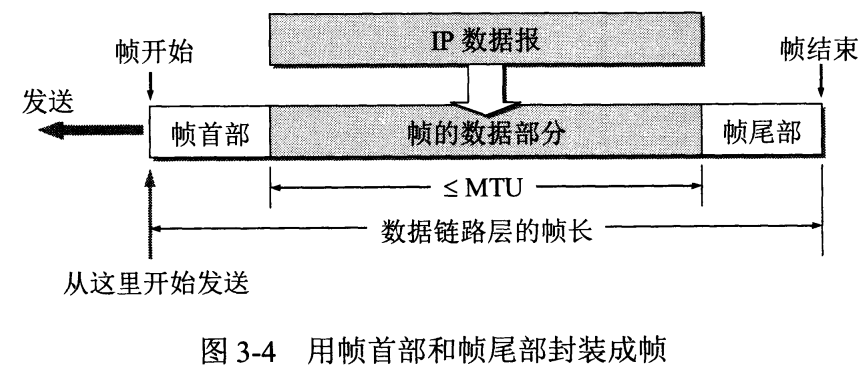 IP 数据报
帧开始
帧结束
发送
帧首部
帧的数据部分
帧尾部
≤ MTU
数据链路层的帧长
从这里开始发送
图 3-4 用帧首部和帧尾部封装成帧